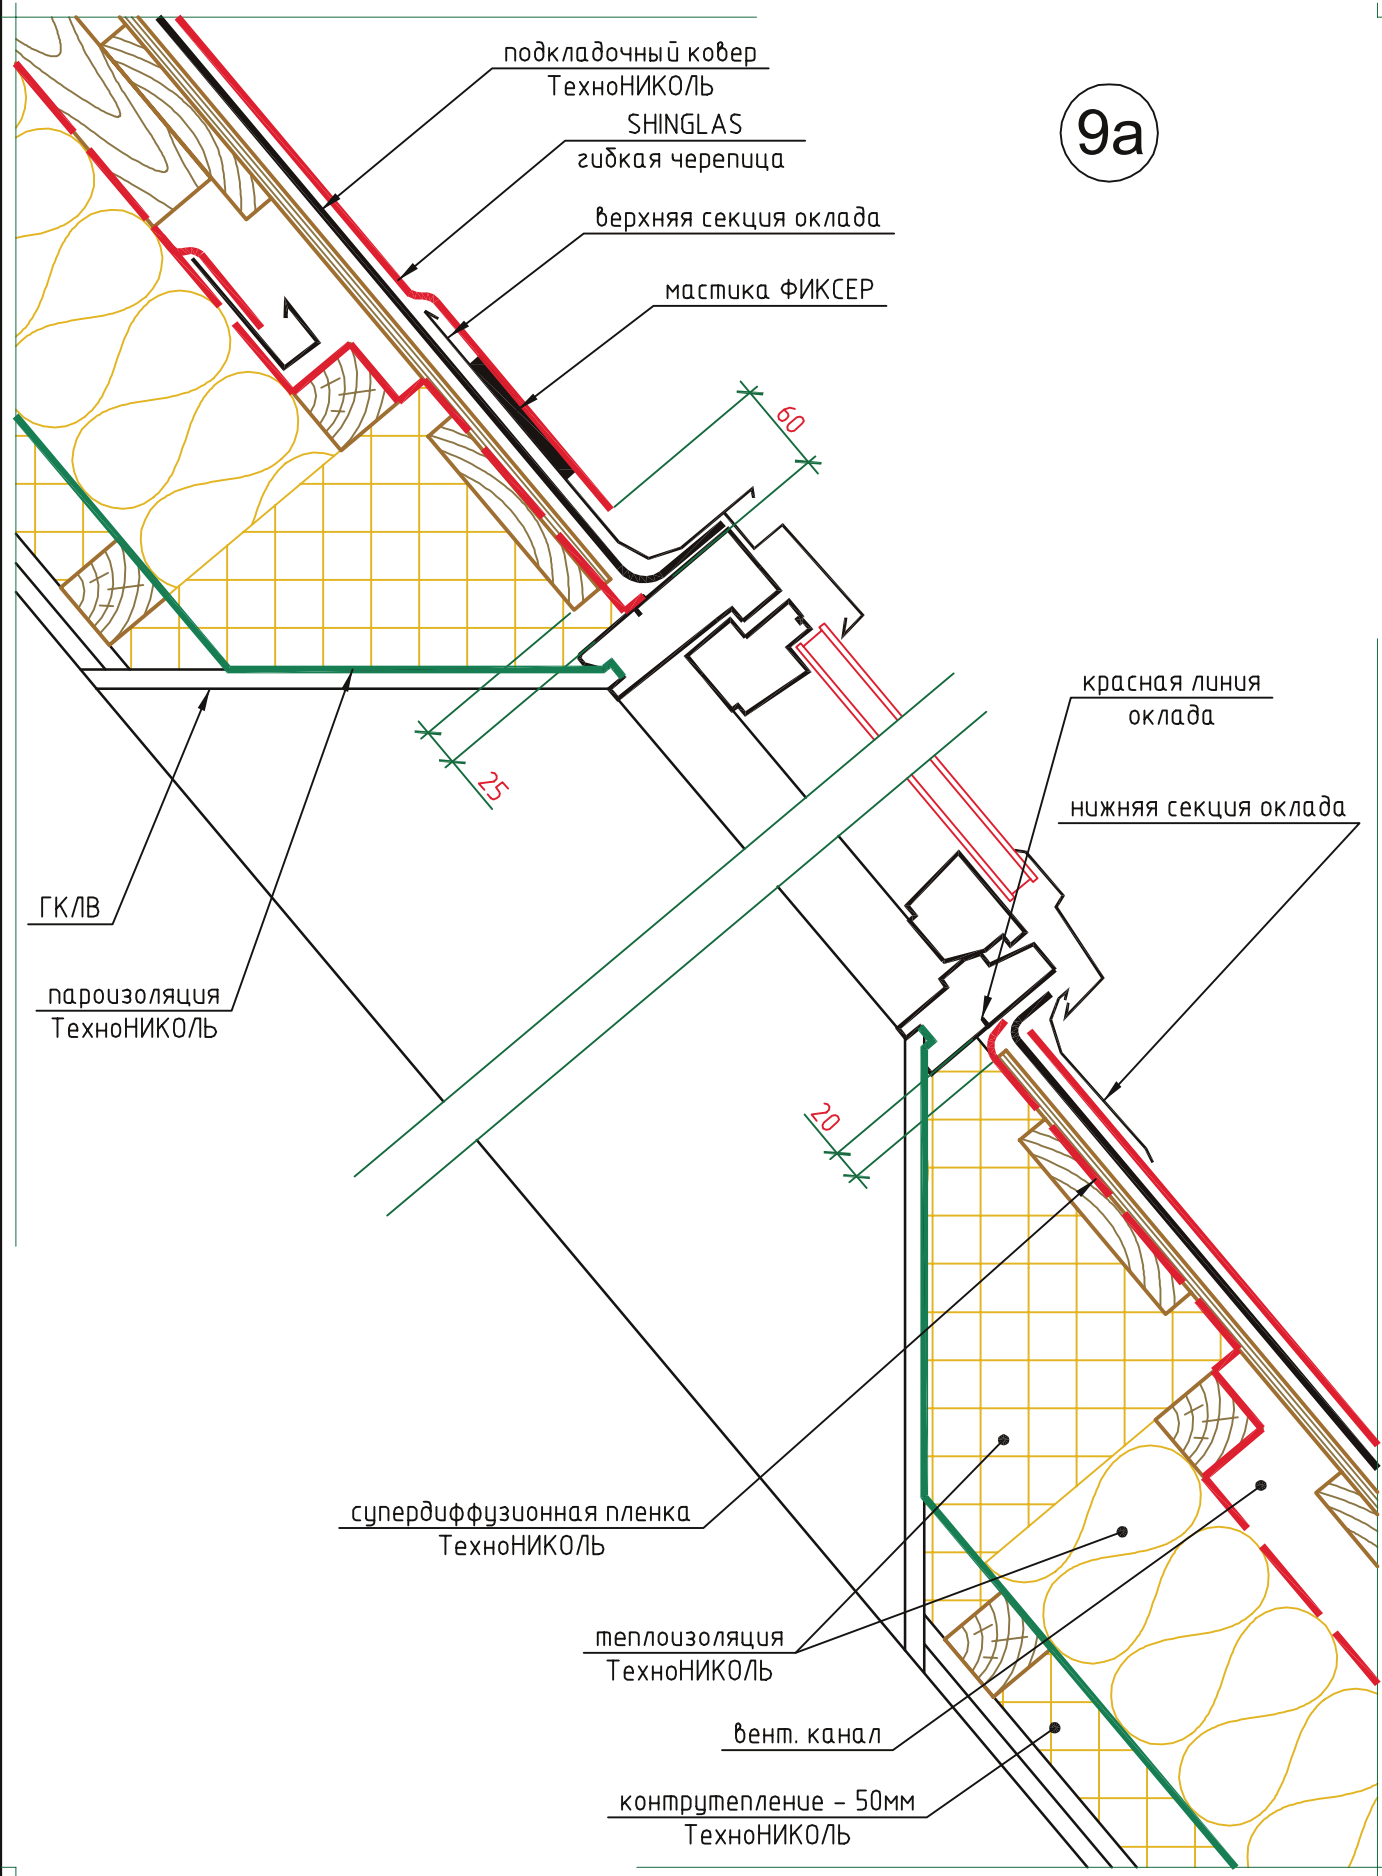 подкладочный ковер
ТехноНИКОЛЬ
SHINGLAS
гибкая черепица
9а
верхняя секция оклада
мастика ФИКСЕР
60
красная линия
оклада
25
нижняя секция оклада
ГКЛВ
пароизоляция
ТехноНИКОЛЬ
20
супердиффузионная пленка
ТехноНИКОЛЬ
теплоизоляция
ТехноНИКОЛЬ
вент. канал
контрутепление - 50мм
ТехноНИКОЛЬ